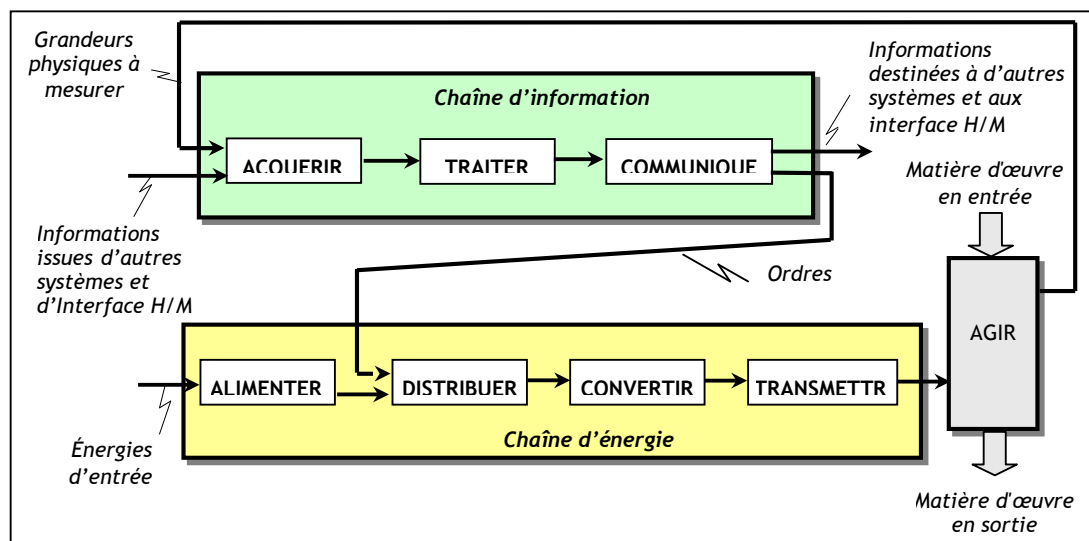 Grandeurs
physiques à
mesurer
Informations
destinées à d’autres
systèmes et aux
interface H/M
Chaîne d’information
ACQUERIR
TRAITER
COMMUNIQUE
Matière d'œuvre
en entrée
Informations
issues d’autres
systèmes et
d’Interface H/M
Ordres
AGIR
ALIMENTER
DISTRIBUER
CONVERTIR
TRANSMETTR
Chaîne d’énergie
Énergies
d’entrée
Matière d'œuvre
en sortie